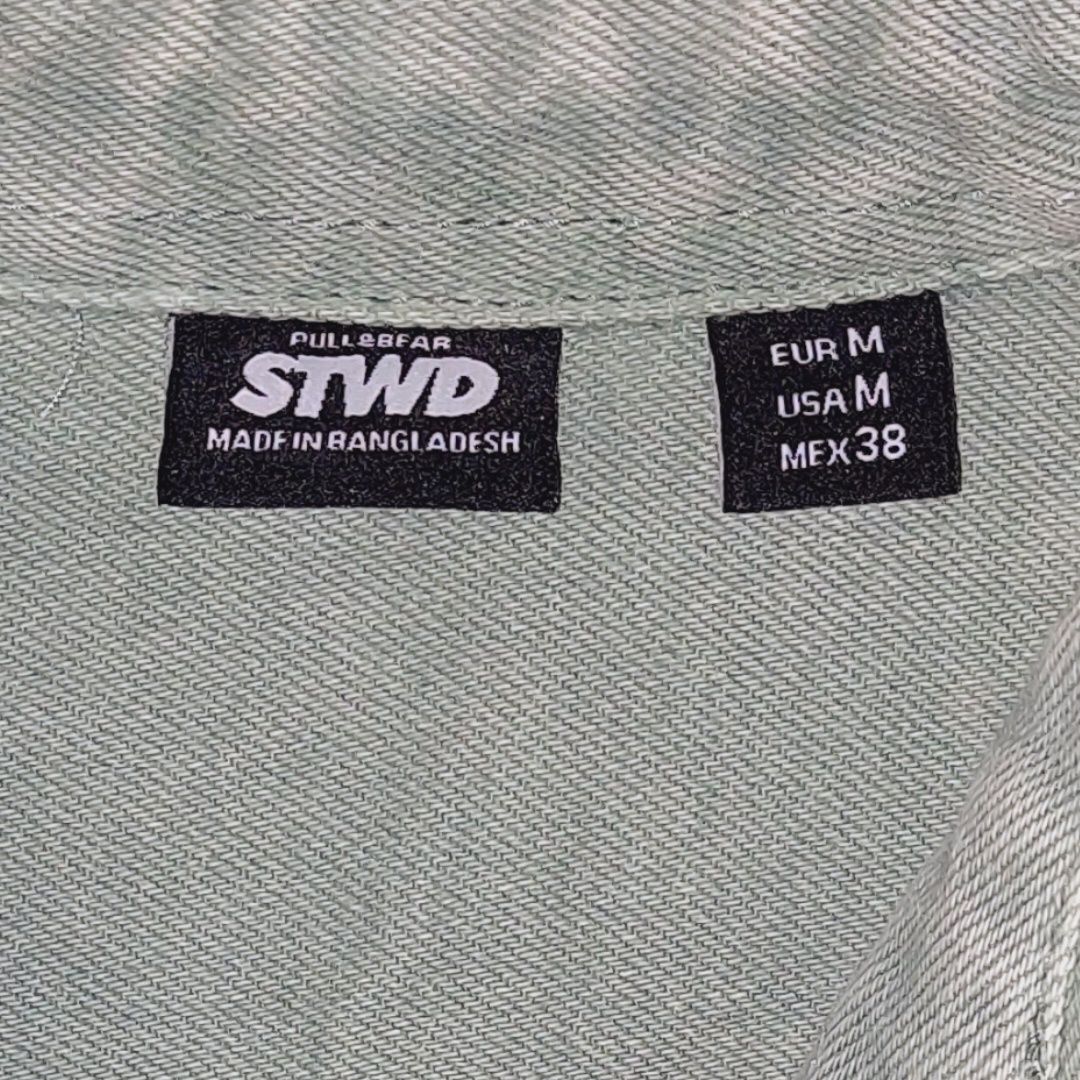 PULL&BEAR
STWD
MADE IN BANGLADESH
EUR M
USA M
MEX 38